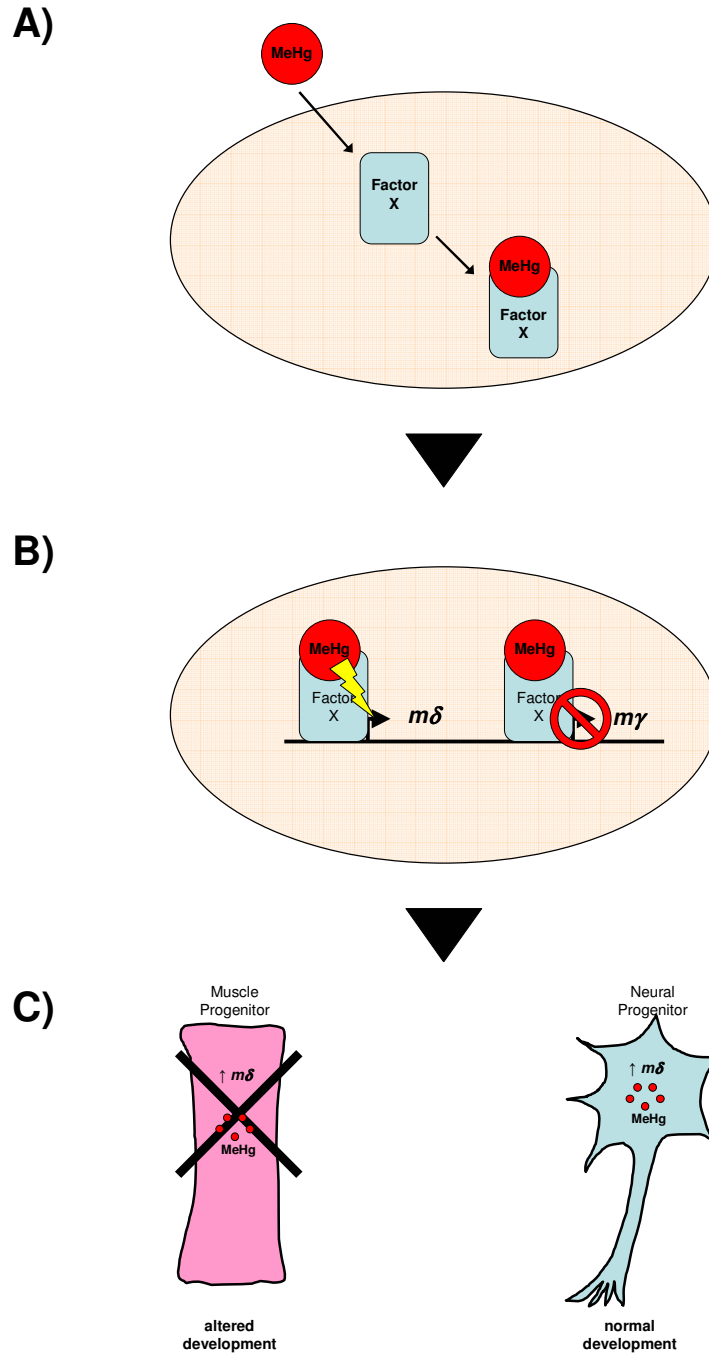 A)
MeHg
Factor
X
MeHg
Factor
X
B)
MeHg
Factor
X
mδ
MeHg
Factor
X
mγ
C)
Muscle
Progenitor
↑ mδ
MeHg
altered
development
Neural
Progenitor
↑ mδ
MeHg
normal
development